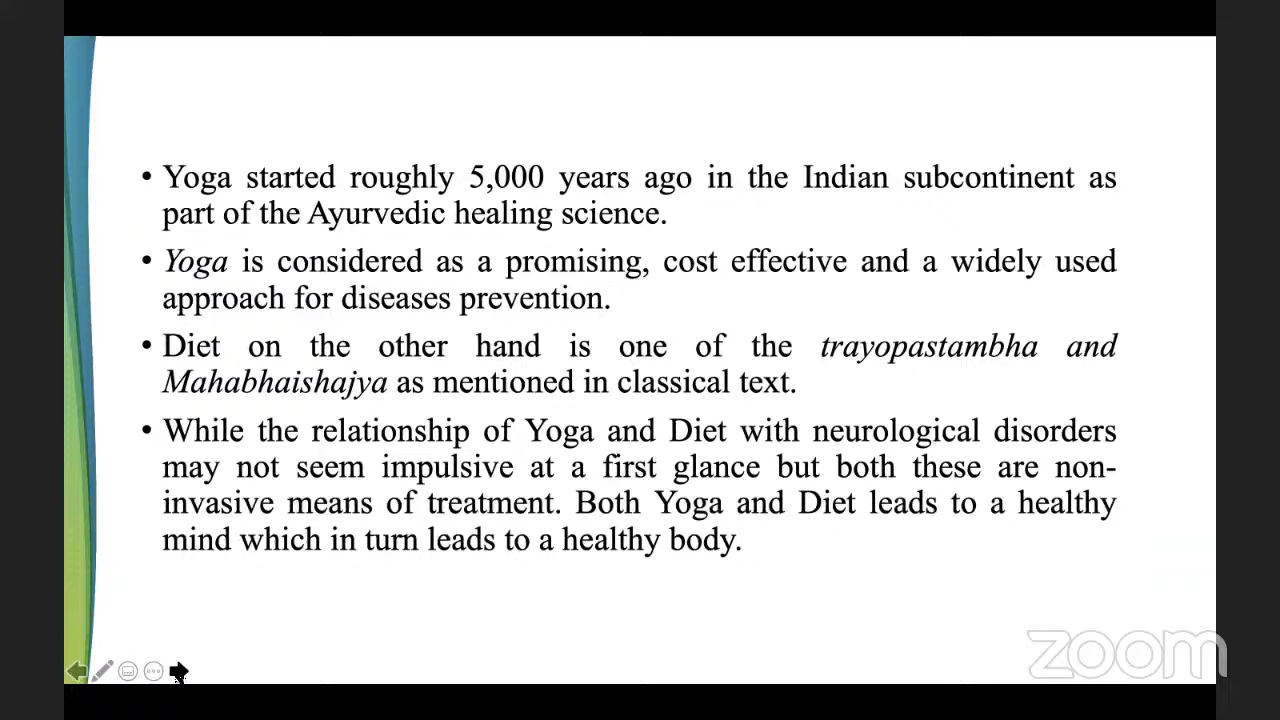 • Yoga started roughly 5,000 years ago in the Indian subcontinent as
part of the Ayurvedic healing science.
• Yoga is considered as a promising, cost effective and a widely used
approach for diseases prevention.
• Diet on the other hand is one of the trayopastambha and
Mahabhaishajya as mentioned in classical text.
• While the relationship of Yoga and Diet with neurological disorders
may not seem impulsive at a first glance but both these are non-
invasive means of treatment. Both Yoga and Diet leads to a healthy
mind which in turn leads to a healthy body.
zoom